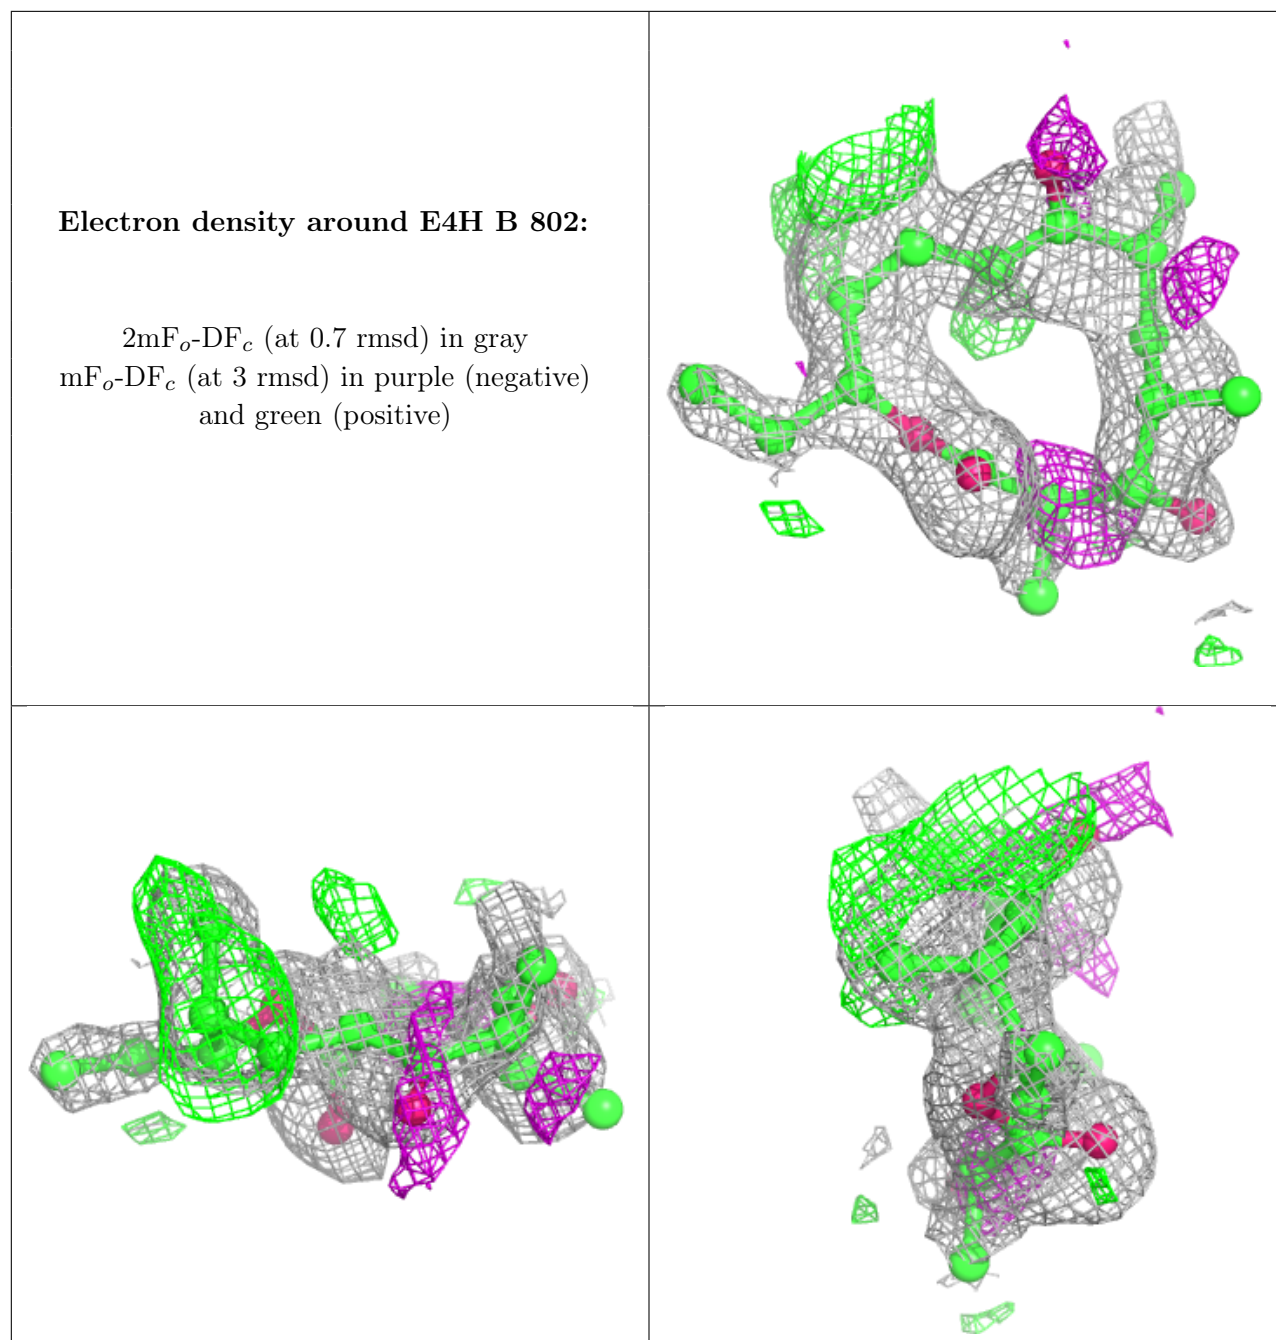 Electron density around E4H B 802:
2mFo-DFc (at 0.7 rmsd) in gray
mFo-DFc (at 3 rmsd) in purple (negative)
and green (positive)